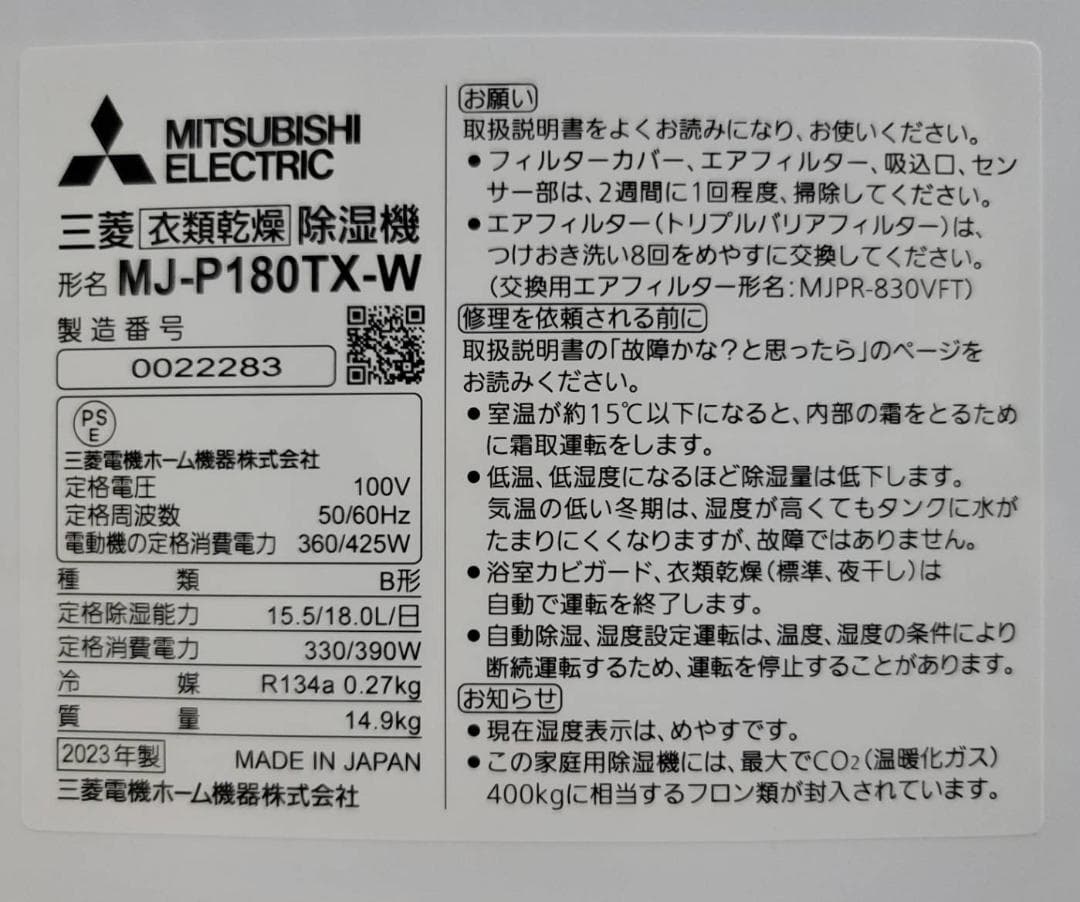 MITSUBISHI
ELECTRIC
三菱 衣類乾燥 除湿機
形名 MJ-P180TX-W
製造番号
0022283
PS
E
三菱電機ホーム機器株式会社
定格電圧 100V
定格周波数 50/60Hz
電動機の定格消費電力 360/425W
種類 B形
定格除湿能力 15.5/18.0L/日
定格消費電力 330/390W
冷媒 R134a 0.27kg
質量 14.9kg
2023年製 MADE IN JAPAN
三菱電機ホーム機器株式会社
お願い
取扱説明書をよくお読みになり、お使いください。
●フィルターカバー、エアフィルター、吸込口、セン
サー部は、2週間に1回程度、掃除してください。
●エアフィルター(トリプルバリアフィルター)は、
つけおき洗い8回をめやすに交換してください。
(交換用エアフィルター形名:MJPR-830VFT)
修理を依頼される前に
取扱説明書の「故障かな?と思ったら」のページを
お読みください。
●室温が約15℃以下になると、内部の霜をとるため
に霜取運転をします。
●低温、低湿度になるほど除湿量は低下します。
気温の低い冬期は、湿度が高くてもタンクに水が
たまりにくくなりますが、故障ではありません。
●浴室カビガード、衣類乾燥(標準、夜干し)は
自動で運転を終了します。
●自動除湿、湿度設定運転は、温度、湿度の条件により
断続運転するため、運転を停止することがあります。
お知らせ
●現在湿度表示は、めやすです。
●この家庭用除湿機には、最大でCO2(温暖化ガス)
400kgに相当するフロン類が封入されています。